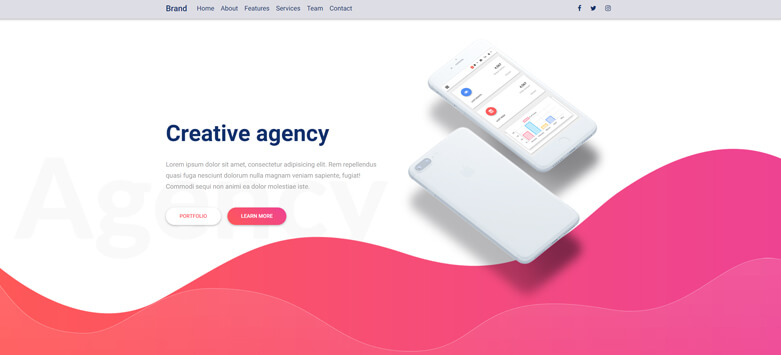 Brand Home About Features Services Team Contact
Agency
Creative agency
Lorem ipsum dolor sit amet, consectetur adipisicing elit. Rem repellendus
quasi fuga nesciunt dolorum nulla magnam veniam sapiente, fugiat!
Commodi sequi non animi ea dolor molestiae iste.
PORTFOLIO LEARN MORE